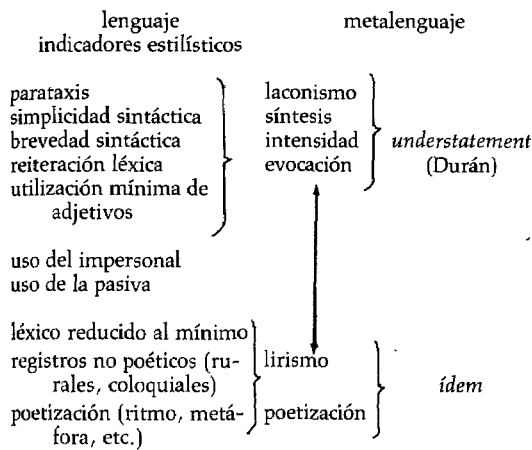 lenguaje
indicadores estilísticos
metalenguaje
parataxis
simplicidad sintáctica
brevedad sintáctica
reiteración léxica
utilización mínima de
adjetivos
laconismo
síntesis
intensidad
evocación
understatement
(Durán)
uso del impersonal
uso de la pasiva
léxico reducido al mínimo
registros no poéticos (ru-
rales, coloquiales)
poetización (ritmo, metá-
fora, etc.)
lirismo
poetización
ídem